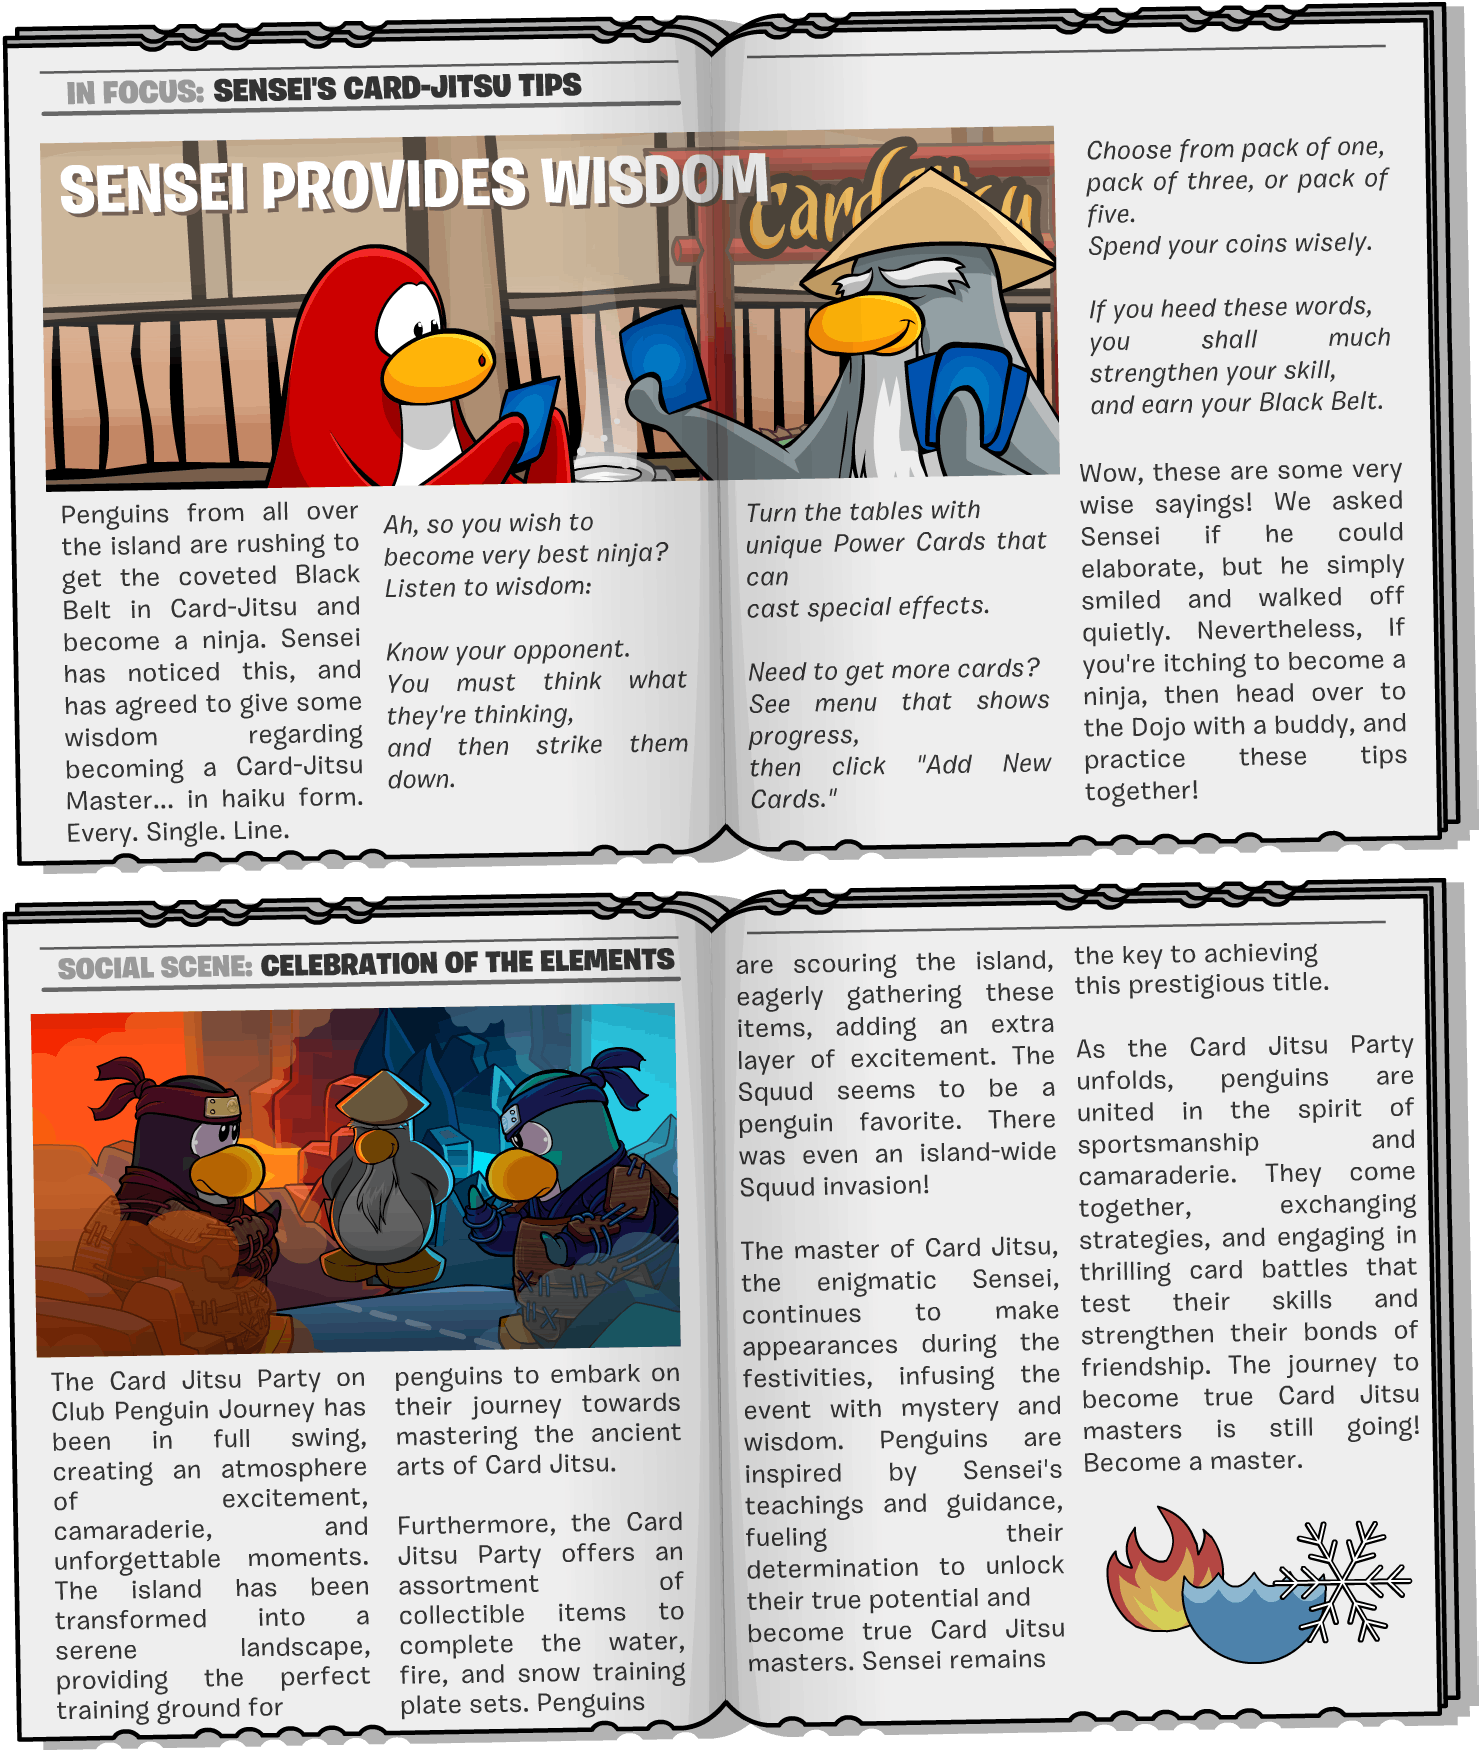 IN FOCUS: SENSEI'S CARD-JITSU TIPS
SENSEI PROVIDES WISDOM
Penguins from all over
the island are rushing to
get the coveted Black
Belt in Card-Jitsu and
become a ninja. Sensei
has noticed this, and
has agreed to give some
wisdom regarding
becoming a Card-Jitsu
Master... in haiku form.
Every. Single. Line.
Ah, so you wish to
become very best ninja?
Listen to wisdom:
Know your opponent.
You must think what
they're thinking,
and then strike them
down.
Turn the tables with
unique Power Cards that
can
cast special effects.
Need to get more cards?
See menu that shows
progress,
then click "Add New
Cards."
Choose from pack of one,
pack of three, or pack of
five.
Spend your coins wisely.
If you heed these words,
you shall much
strengthen your skill,
and earn your Black Belt.
Wow, these are some very
wise sayings! We asked
Sensei if he could
elaborate, but he simply
smiled and walked off
quietly. Nevertheless, If
you're itching to become a
ninja, then head over to
the Dojo with a buddy, and
practice these tips
together!
SOCIAL SCENE: CELEBRATION OF THE ELEMENTS
The Card Jitsu Party on
Club Penguin Journey has
been in full swing,
creating an atmosphere
of excitement,
camaraderie, and
unforgettable moments.
The island has been
transformed into a
serene landscape,
providing the perfect
training ground for
penguins to embark on
their journey towards
mastering the ancient
arts of Card Jitsu.
Furthermore, the Card
Jitsu Party offers an
assortment of
collectible items to
complete the water,
fire, and snow training
plate sets. Penguins
are scouring the island,
eagerly gathering these
items, adding an extra
layer of excitement. The
Squud seems to be a
penguin favorite. There
was even an island-wide
Squud invasion!
The master of Card Jitsu,
the enigmatic Sensei,
continues to make
appearances during the
festivities, infusing the
event with mystery and
wisdom. Penguins are
inspired by Sensei's
teachings and guidance,
fueling their
determination to unlock
their true potential and
become true Card Jitsu
masters. Sensei remains
the key to achieving
this prestigious title.
As the Card Jitsu Party
unfolds, penguins are
united in the spirit of
sportsmanship and
camaraderie. They come
together, exchanging
strategies, and engaging in
thrilling card battles that
test their skills and
strengthen their bonds of
friendship. The journey to
become true Card Jitsu
masters is still going!
Become a master.